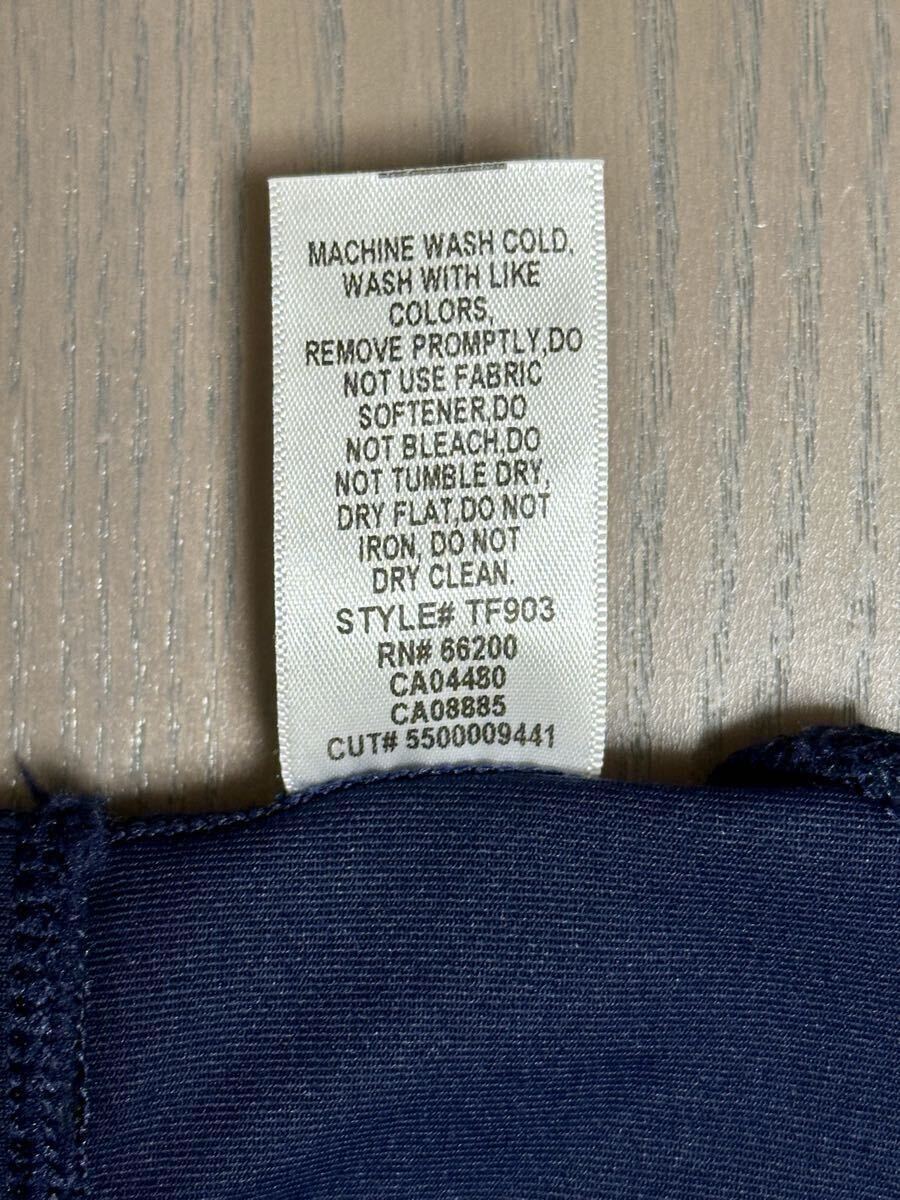 MACHINE WASH COLD,
WASH WITH LIKE
COLORS,
REMOVE PROMPTLY,DO
NOT USE FABRIC
SOFTENER,DO
NOT BLEACH,DO
NOT TUMBLE DRY,
DRY FLAT,DO NOT
IRON, DO NOT
DRY CLEAN.
STYLE# TF903
RN# 66200
CA04480
CA08885
CUT# 5500009441